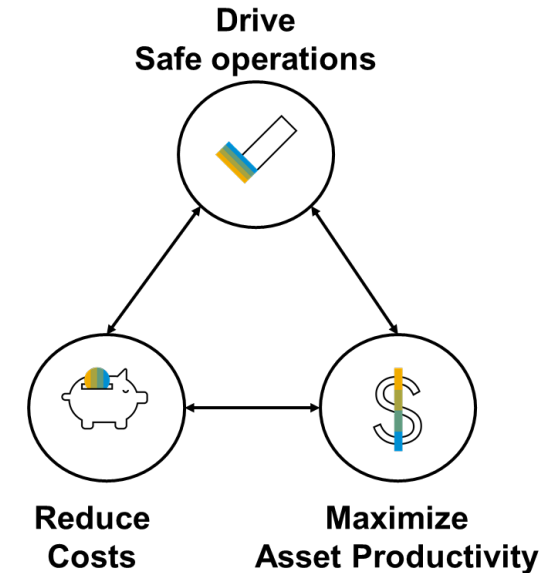 Drive
Safe operations
Reduce
Costs
Maximize
Asset Productivity